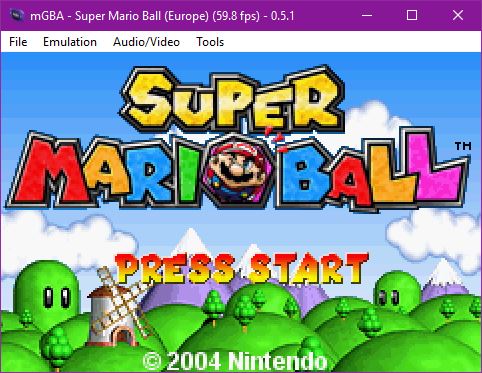 mGBA - Super Mario Ball (Europe) (59.8 fps) - 0.5.1
File Emulation Audio/Video Tools
SUPER
MARIO BALL TM
PRESS START
© 2004 Nintendo